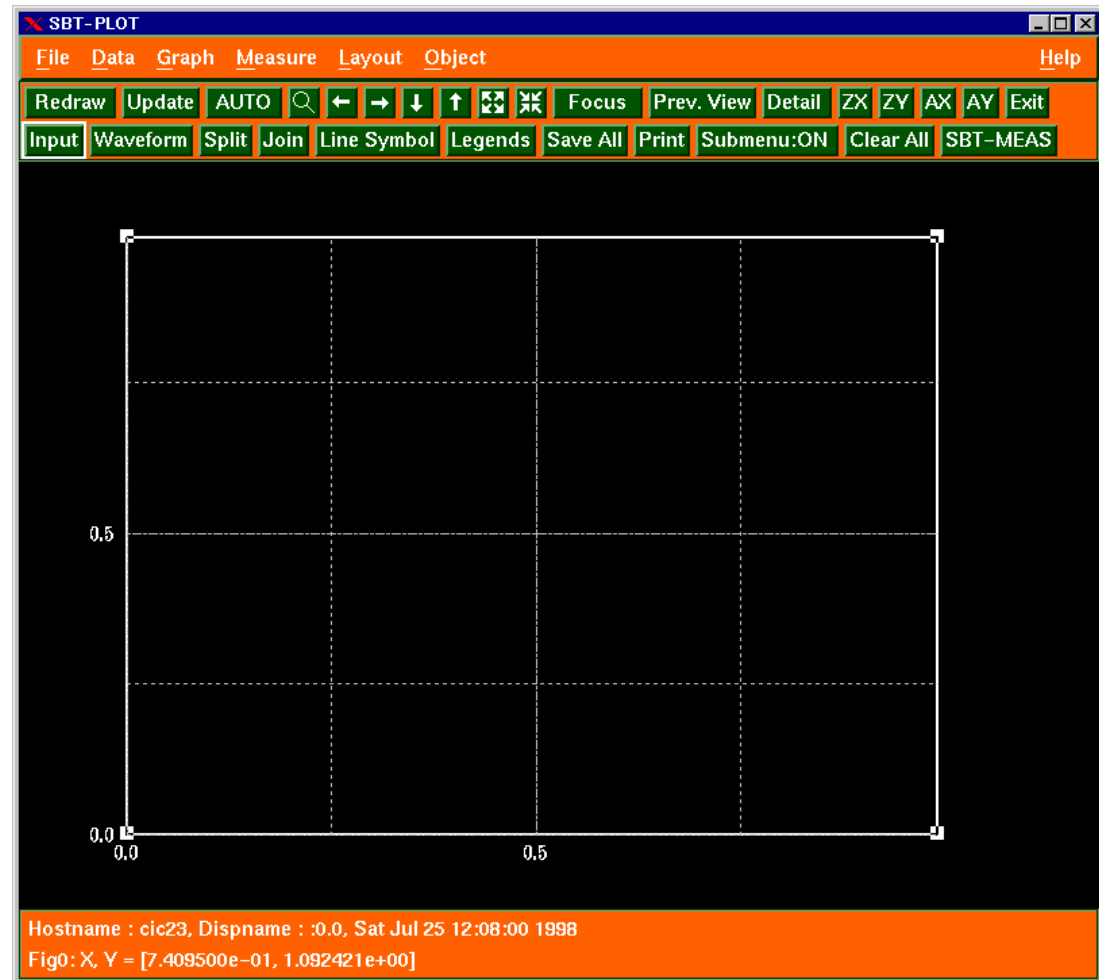 SBT-PLOT
File Data Graph Measure Layout Object Help
Redraw Update AUTO Focus Prev. View Detail ZX ZY AX AY Exit
Input Waveform Split Join Line Symbol Legends Save All Print Submenu:ON Clear All SBT-MEAS
0.5
0.0
0.0 0.5
Hostname : cic23, Dispname : :0.0, Sat Jul 25 12:08:00 1998
Fig0: X, Y = [7.409500e-01, 1.092421e+00]